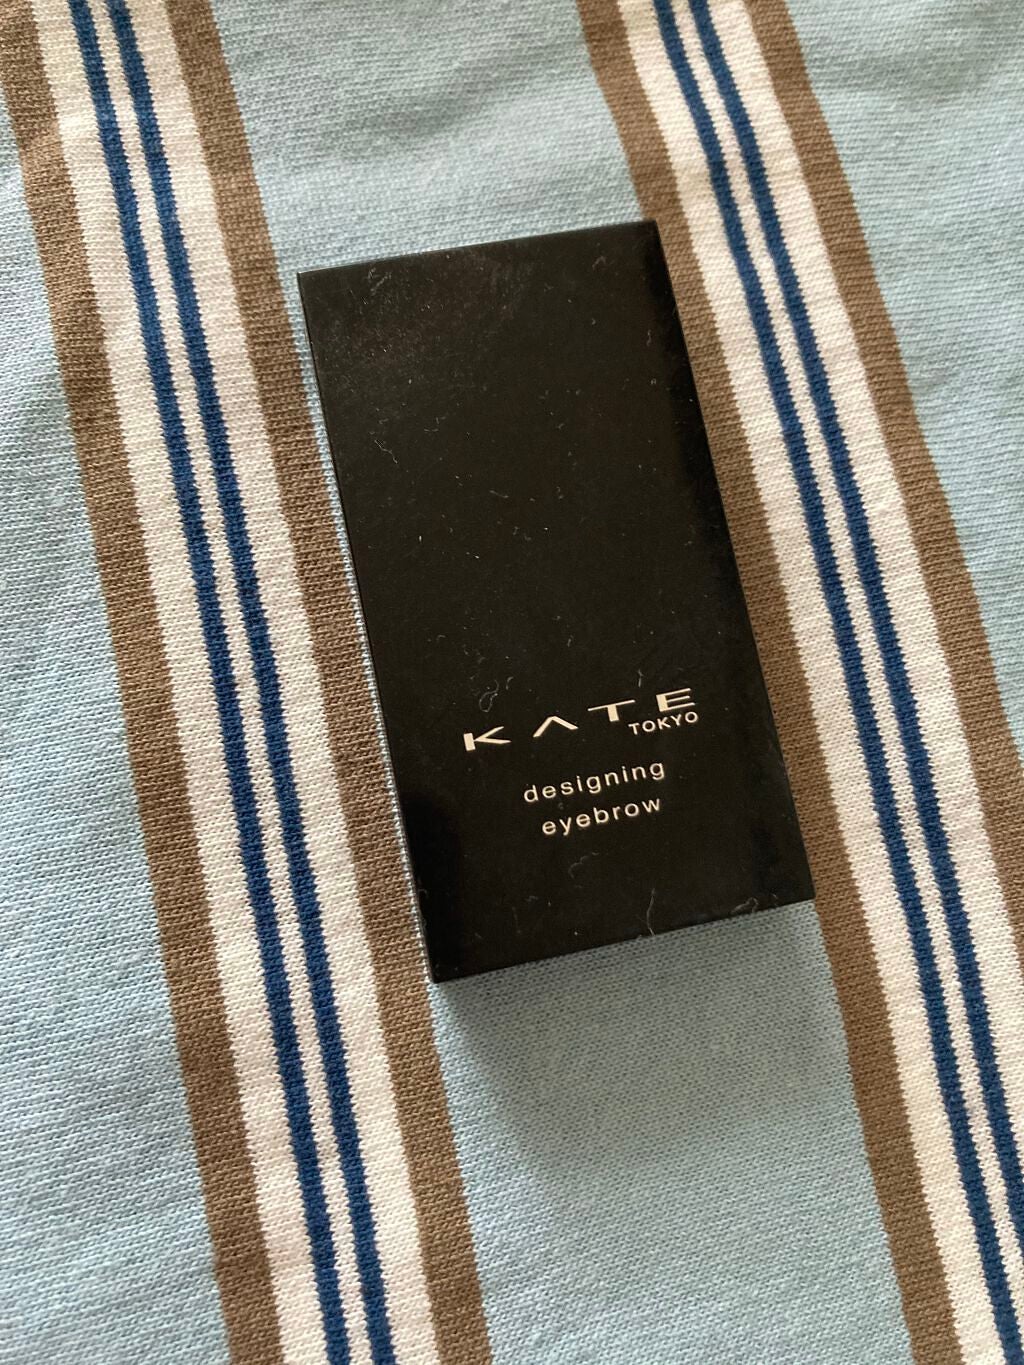 KATE
TOKYO
designing
eyebrow